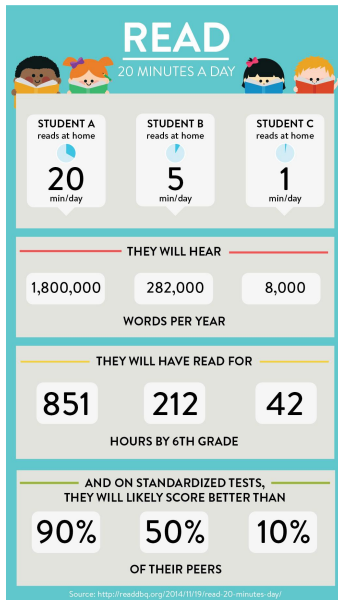 READ
20 MINUTES A DAY
STUDENT A STUDENT B STUDENT C
reads at home reads at home reads at home
20 5 1
min/day min/day min/day
THEY WILL HEAR
1,800,000 282,000 8,000
WORDS PER YEAR
THEY WILL HAVE READ FOR
851 212 42
HOURS BY 6TH GRADE
AND ON STANDARDIZED TESTS,
THEY WILL LIKELY SCORE BETTER THAN
90% 50% 10%
OF THEIR PEERS
Source: http://readdbq.org/2014/11/19/read-20-minutes-day/